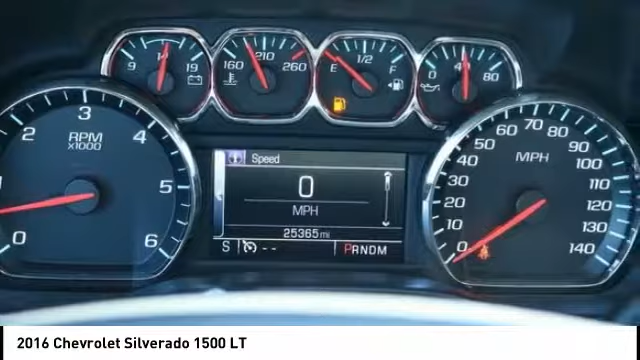 9 14 19
160 210 260
E 1/2 F
0 40 80
RPM
x1000
0 1 2 3 4 5 6
Speed
0
MPH
25365 mi
S -- PRNDM
MPH
0 10 20 30 40 50 60 70 80 90 100 110 120 130 140
2016 Chevrolet Silverado 1500 LT